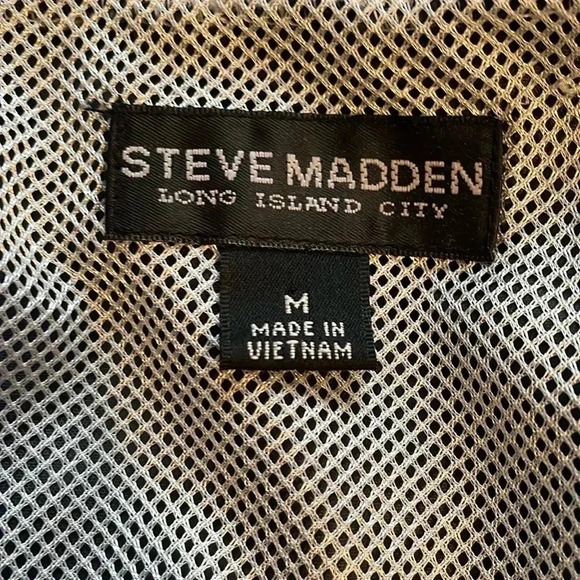 STEVE MADDEN
LONG ISLAND CITY
M
MADE IN
VIETNAM